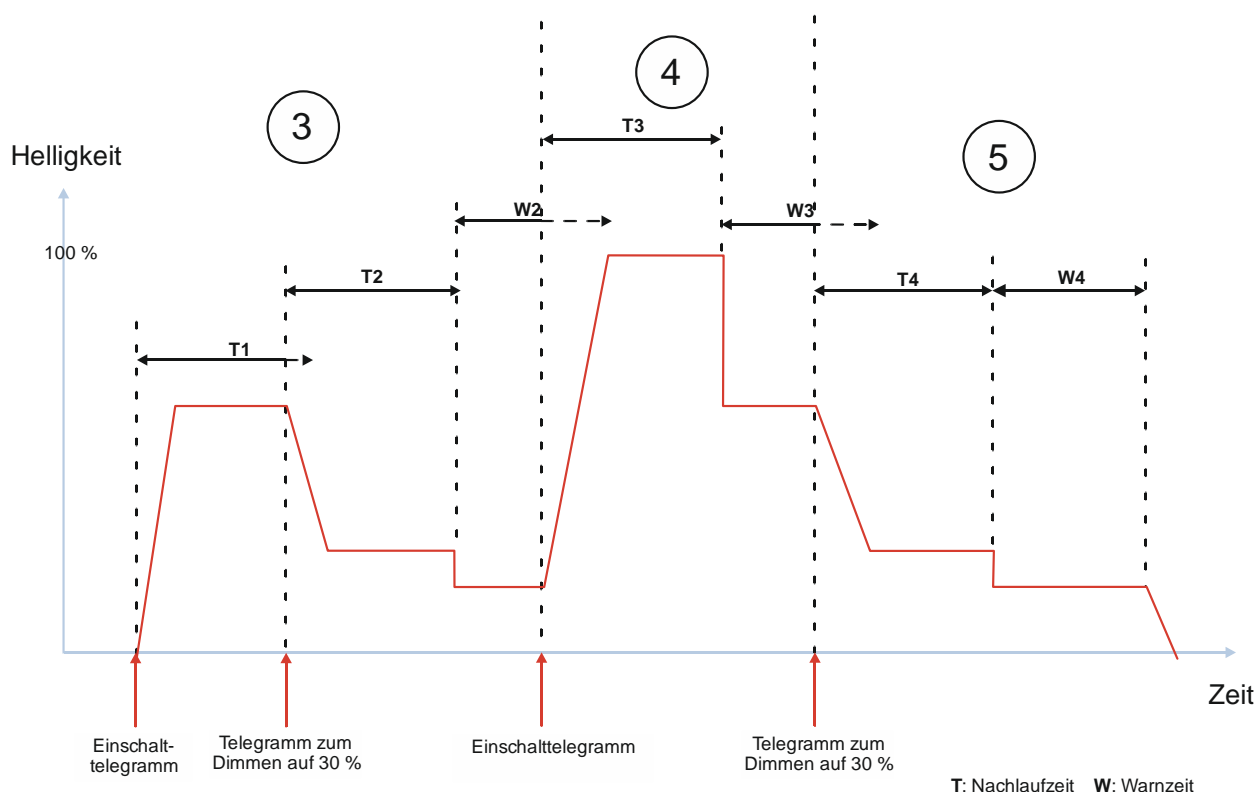 4
3
T3
5
Helligkeit
W2
W3
100 %
T2
T4
W4
T1
Zeit
Einschalt-
telegramm
Telegramm zum
Dimmen auf 30 %
Einschalttelegramm
Telegramm zum
Dimmen auf 30 %
T: Nachlaufzeit W: Warnzeit